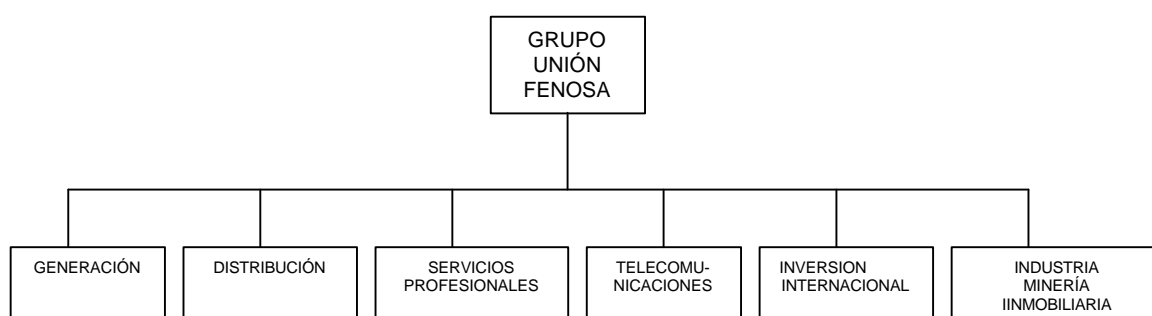 GRUPO
UNIÓN
FENOSA
GENERACIÓN
DISTRIBUCIÓN
SERVICIOS
PROFESIONALES
TELECOMU-
NICACIONES
INVERSION
INTERNACIONAL
INDUSTRIA
MINERÍA
IINMOBILIARIA